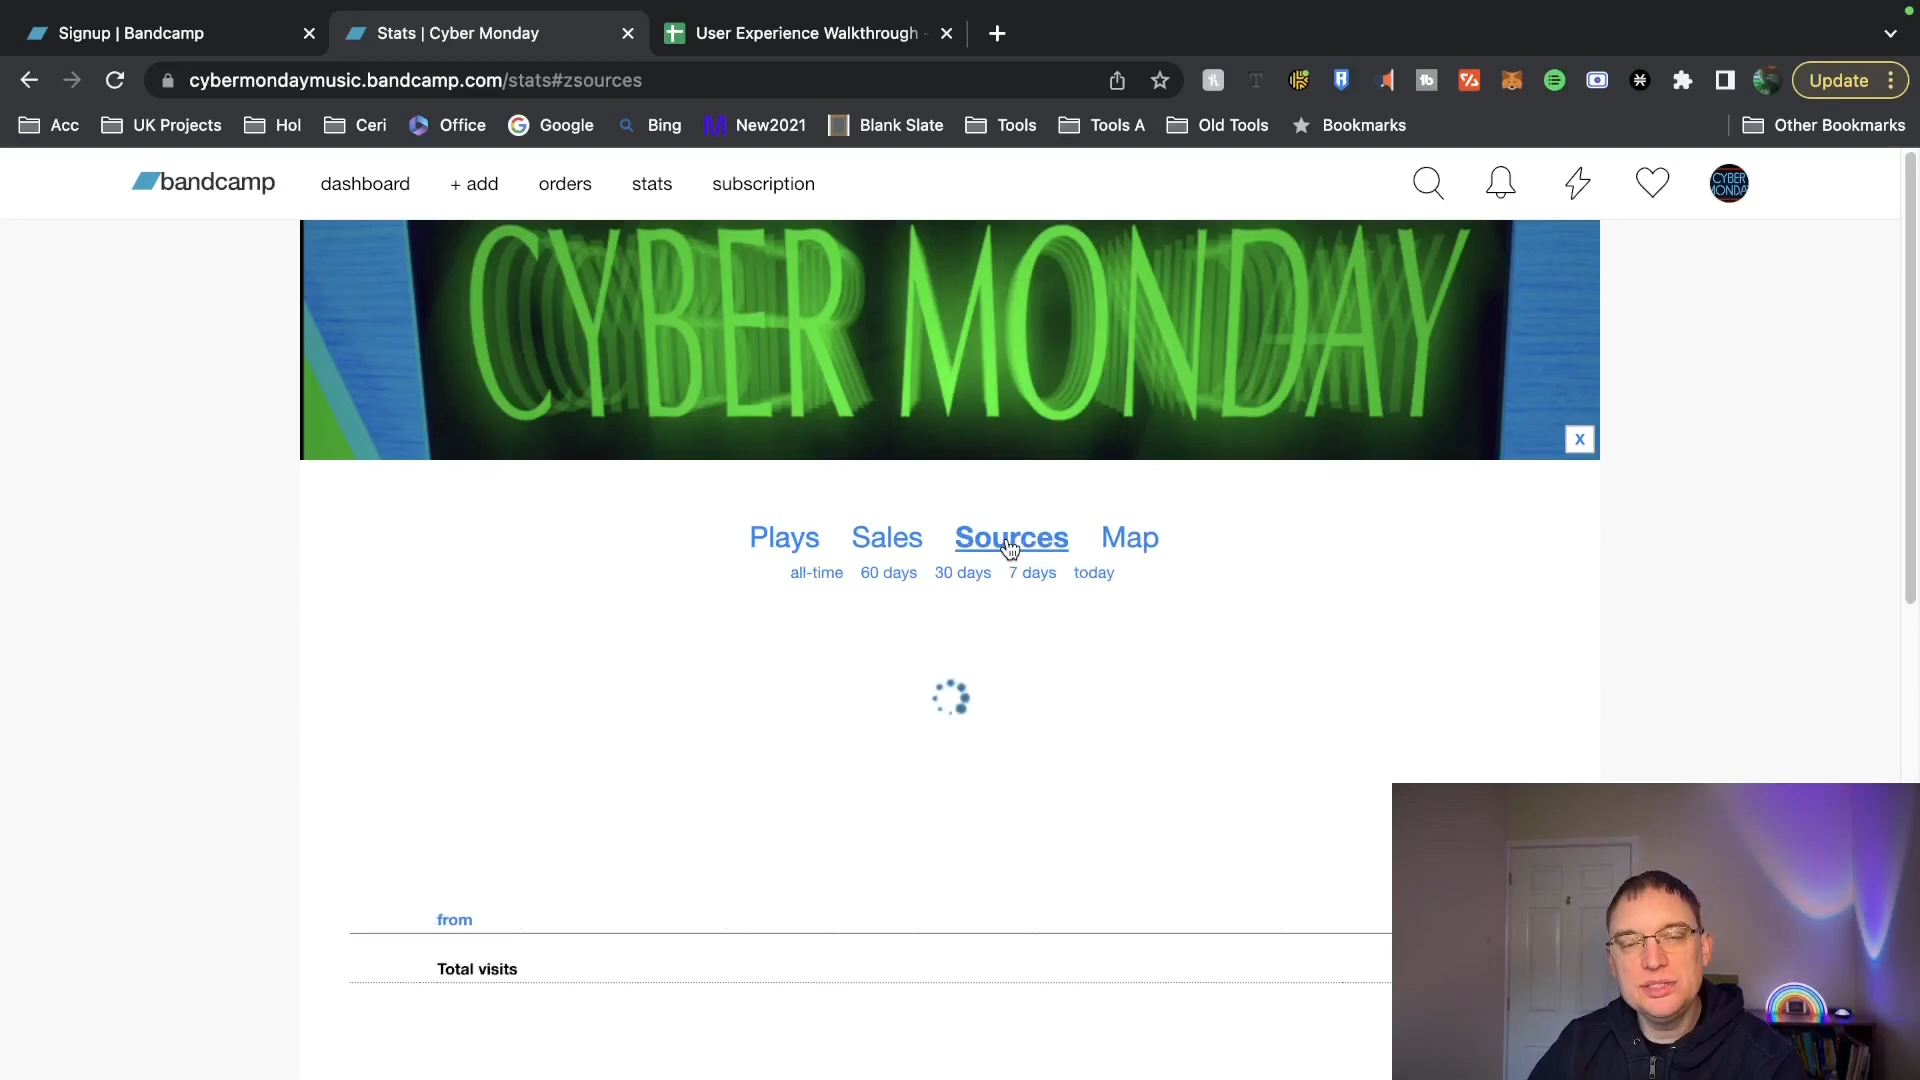 Signup | Bandcamp
Stats | Cyber Monday
User Experience Walkthrough -
cybermondaymusic.bandcamp.com/stats#zsources
Update
Acc
UK Projects
Hol
Ceri
Office
Google
Bing
New2021
Blank Slate
Tools
Tools A
Old Tools
Bookmarks
Other Bookmarks
bandcamp
dashboard
+ add
orders
stats
subscription
CYBER MONDAY
CYBER MONDAY
x
Plays Sales Sources Map
all-time 60 days 30 days 7 days today
from
Total visits